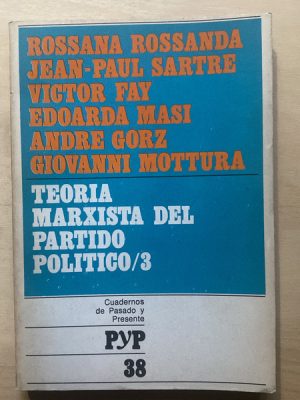 ROSSANA ROSSANDA
JEAN-PAUL SARTRE
VICTOR FAY
EDOARDA MASI
ANDRE GORZ
GIOVANNI MOTTURA
TEORIA
MARXISTA DEL
PARTIDO
POLITICO/3
Cuadernos
de Pasado y
Presente
PYP
38